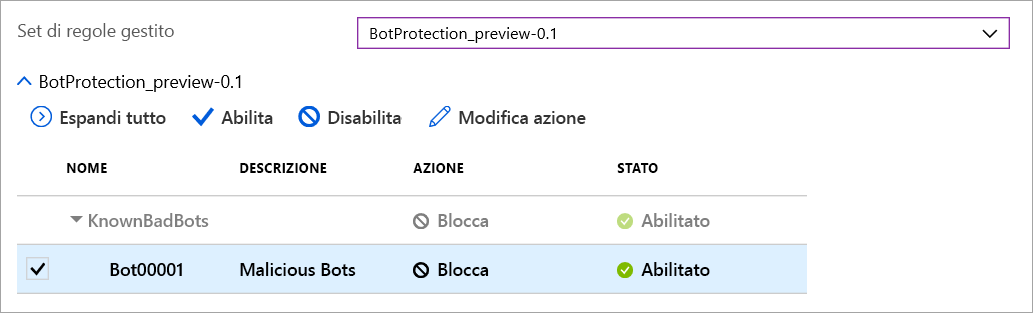 Set di regole gestito BotProtection_preview-0.1
BotProtection_preview-0.1
Espandi tutto Abilita Disabilita Modifica azione
NOME DESCRIZIONE AZIONE STATO
KnownBadBots Blocca Abilitato
Bot00001 Malicious Bots Blocca Abilitato